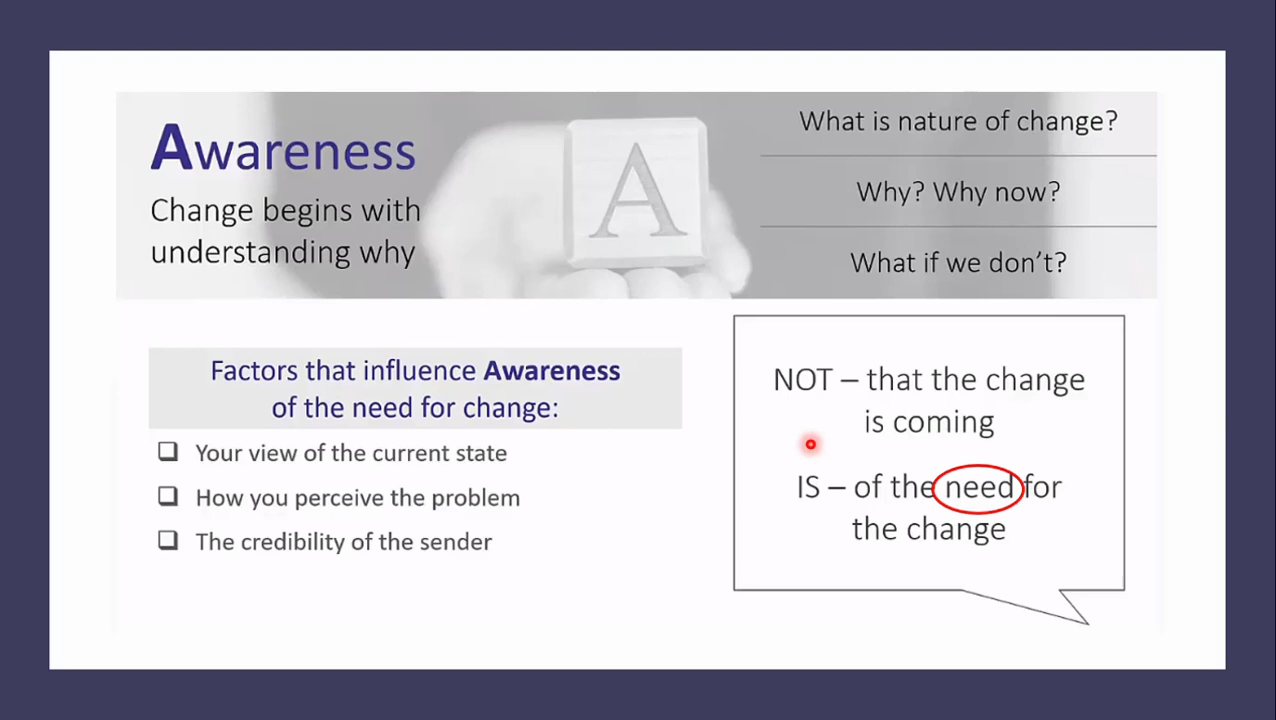 Awareness
Change begins with
understanding why
A
What is nature of change?
Why? Why now?
What if we don't?
Factors that influence Awareness
of the need for change:
Your view of the current state
How you perceive the problem
The credibility of the sender
NOT – that the change
is coming
IS – of the need for
the change